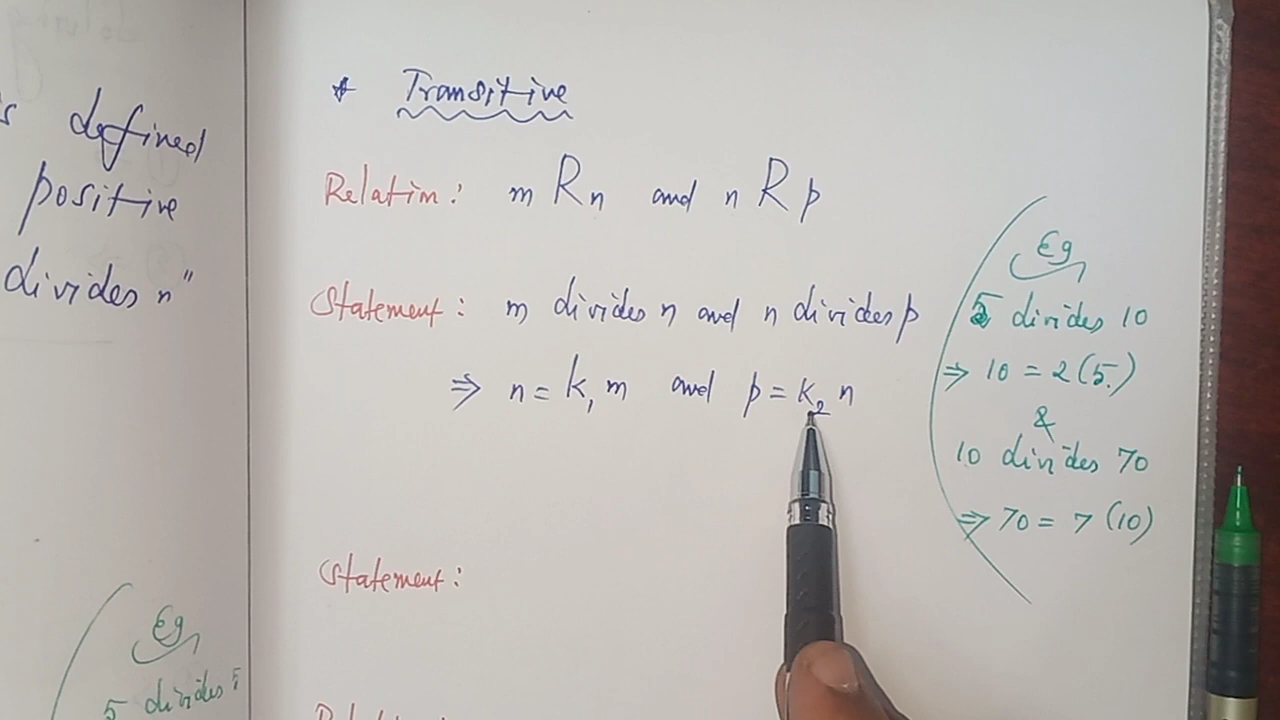 defined
positive
divides n"
Eg
5 divides 5
* Transitive
Relation: m R n and n R p
Statement: m divides n and n divides p
⇒ n = k₁ m and p = k₂ n
Statement:
Eg
5 divides 10
⇒ 10 = 2(5)
&
10 divides 70
⇒ 70 = 7 (10)